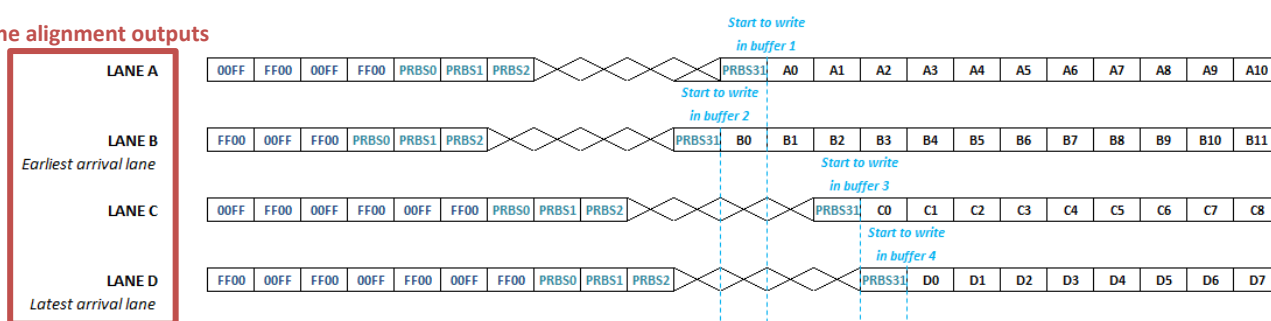 Start to write
ne alignment outputs
in buffer 1
LANE A 00FF FF00 00FF FF00 PRBS0 PRBS1 PRBS2 PRBS31 A0 A1 A2 A3 A4 A5 A6 A7 A8 A9 A10
Start to write
in buffer 2
LANE B FF00 00FF FF00 PRBS0 PRBS1 PRBS2 PRBS31 B0 B1 B2 B3 B4 B5 B6 B7 B8 B9 B10 B11
Earliest arrival lane
Start to write
in buffer 3
LANE C 00FF FF00 00FF FF00 00FF FF00 PRBS0 PRBS1 PRBS2 PRBS31 C0 C1 C2 C3 C4 C5 C6 C7 C8
Start to write
in buffer 4
LANE D FF00 00FF FF00 00FF FF00 00FF FF00 PRBS0 PRBS1 PRBS2 PRBS31 D0 D1 D2 D3 D4 D5 D6 D7
Latest arrival lane